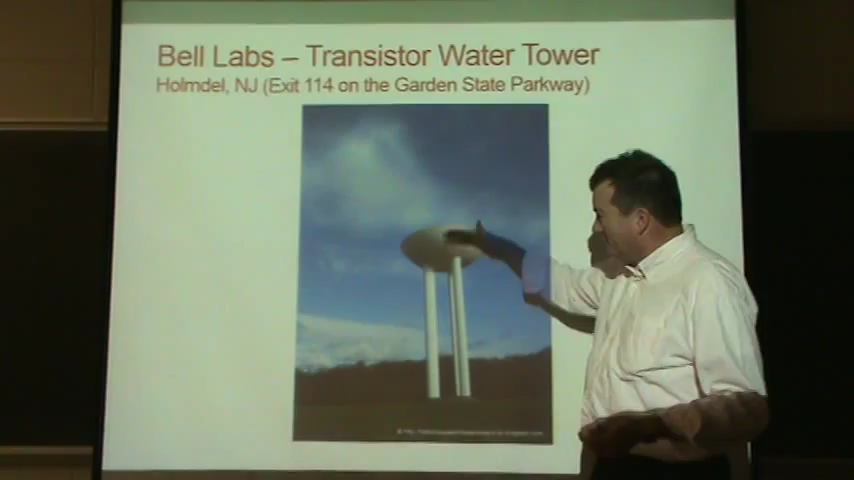 Bell Labs – Transistor Water Tower
Holmdel, NJ (Exit 114 on the Garden State Parkway)